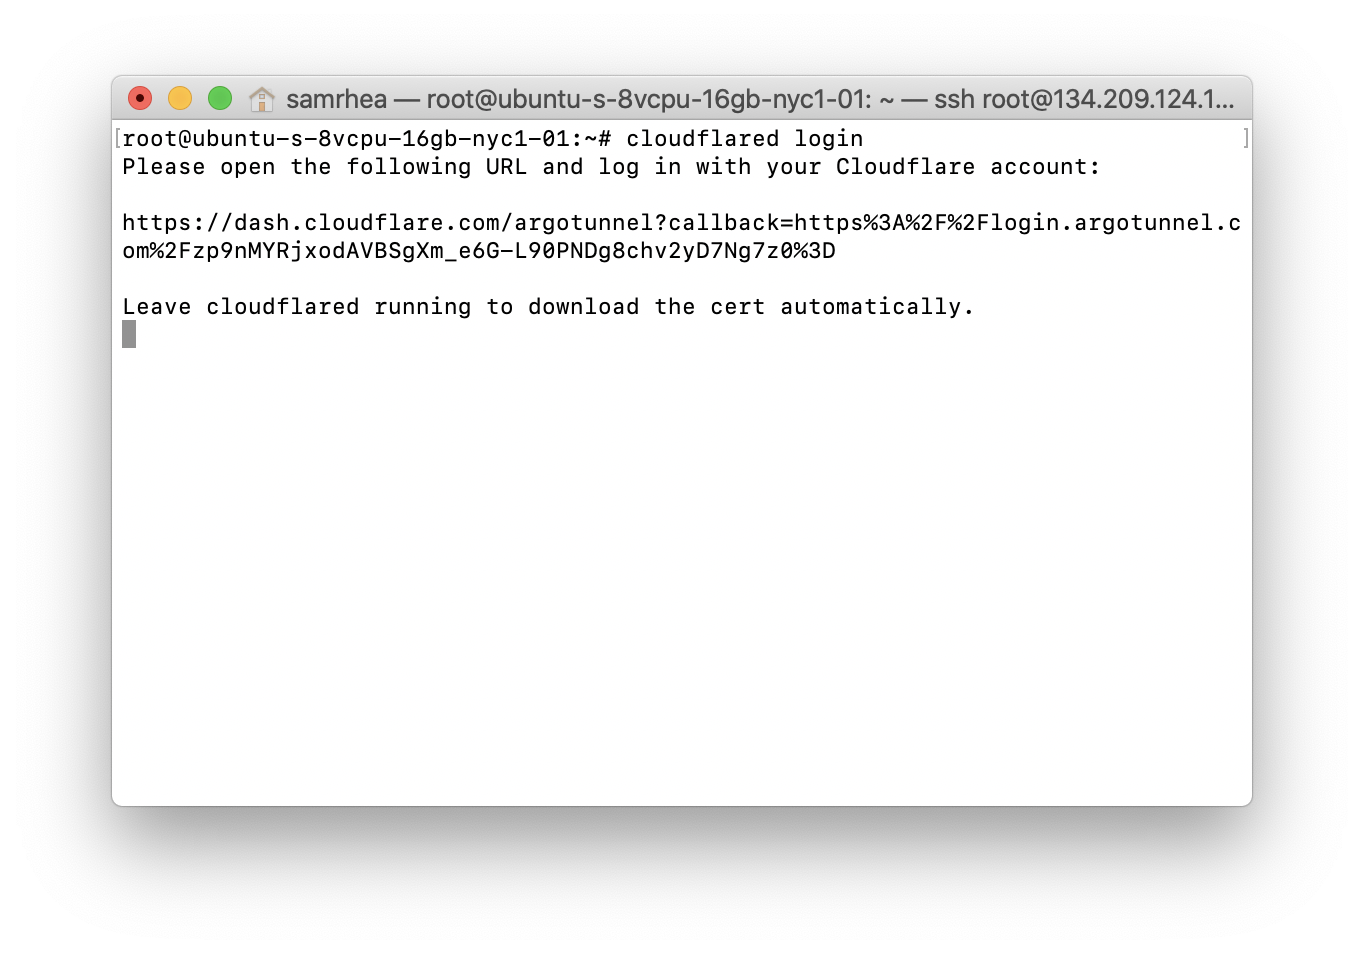 samrhea — root@ubuntu-s-8vcpu-16gb-nyc1-01: ~ — ssh root@134.209.124.1...
[root@ubuntu-s-8vcpu-16gb-nyc1-01:~# cloudflared login ]
Please open the following URL and log in with your Cloudflare account:
https://dash.cloudflare.com/argotunnel?callback=https%3A%2F%2Flogin.argotunnel.c
om%2Fzp9nMYRjxodAVBSgXm_e6G-L90PNDg8chv2yD7Ng7z0%3D
Leave cloudflared running to download the cert automatically.